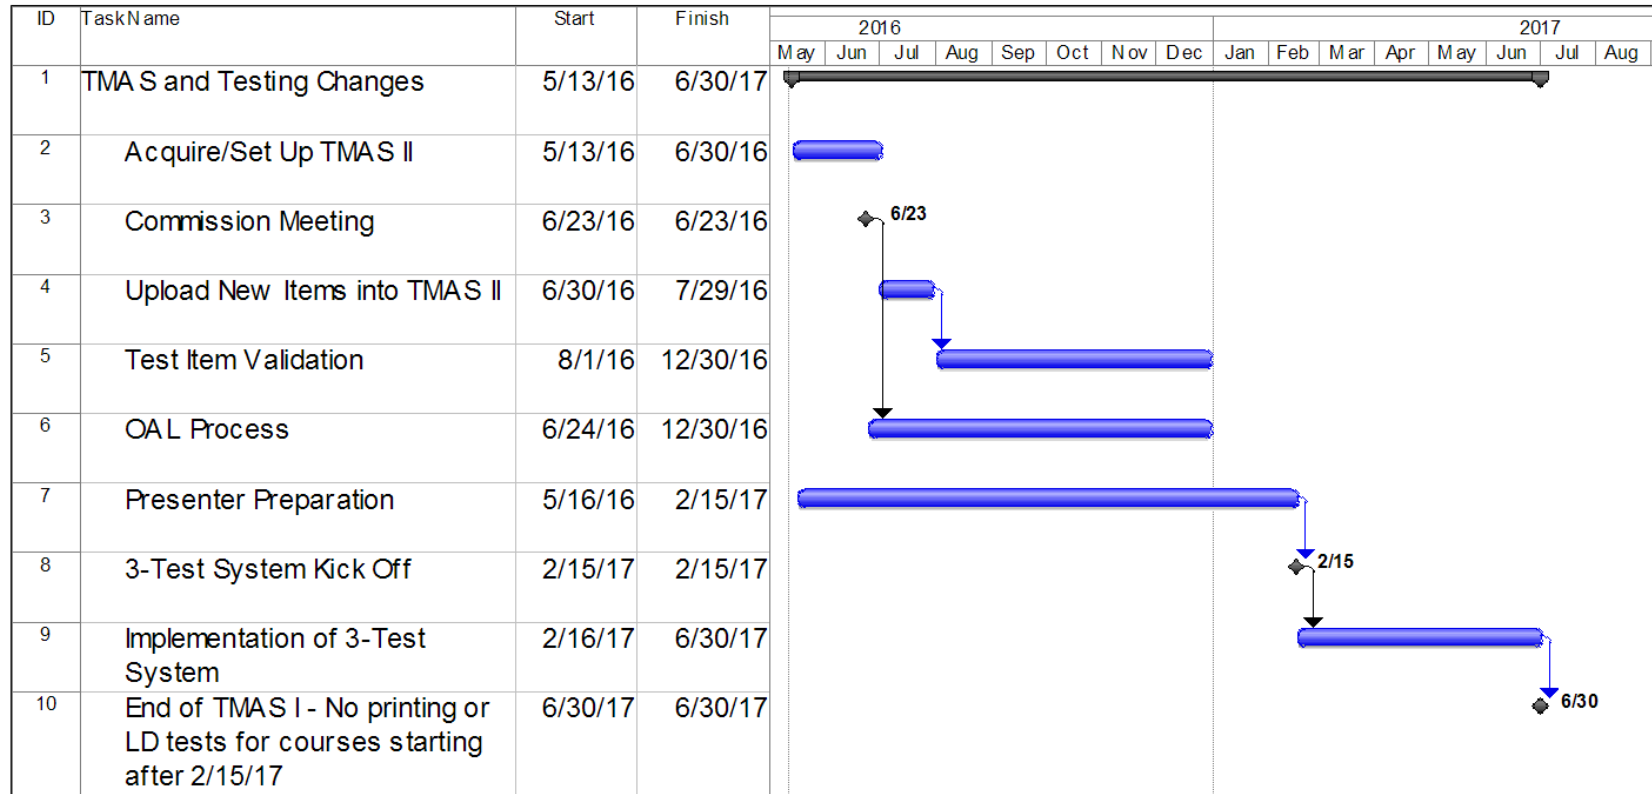 ID TaskName Start Finish 2016 2017
May Jun Jul Aug Sep Oct Nov Dec Jan Feb Mar Apr May Jun Jul Aug
1 TMAS and Testing Changes 5/13/16 6/30/17
2 Acquire/Set Up TMAS II 5/13/16 6/30/16
3 Commission Meeting 6/23/16 6/23/16 6/23
4 Upload New Items into TMAS II 6/30/16 7/29/16
5 Test Item Validation 8/1/16 12/30/16
6 OAL Process 6/24/16 12/30/16
7 Presenter Preparation 5/16/16 2/15/17
8 3-Test System Kick Off 2/15/17 2/15/17 2/15
9 Implementation of 3-Test 2/16/17 6/30/17
System
10 End of TMAS I - No printing or 6/30/17 6/30/17 6/30
LD tests for courses starting
after 2/15/17